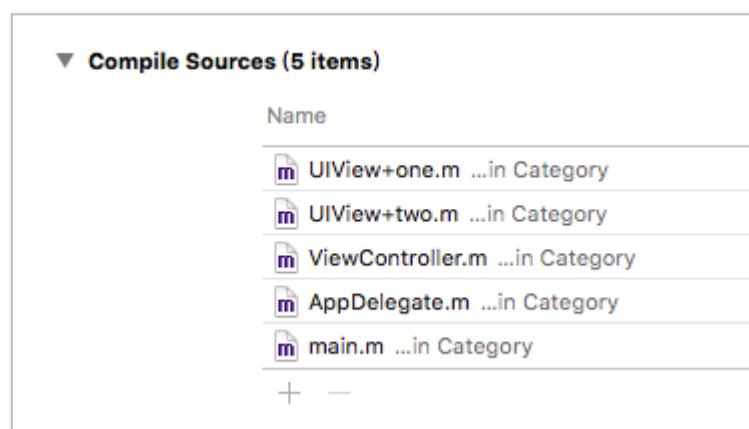 Compile Sources (5 items)
Name
UIView+one.m ...in Category
UIView+two.m ...in Category
ViewController.m ...in Category
AppDelegate.m ...in Category
main.m ...in Category